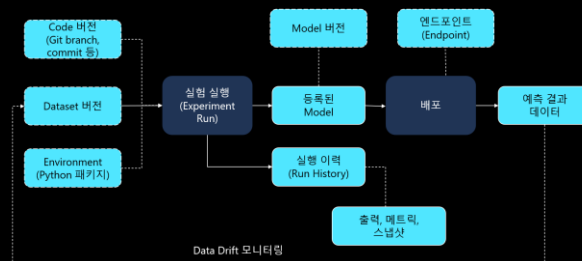 Code 버전
(Git branch,
commit 등)
Model 버전
엔드포인트
(Endpoint)
Dataset 버전
실험 실행
(Experiment
Run)
등록된
Model
배포
예측 결과
데이터
Environment
(Python 패키지)
실행 이력
(Run History)
출력, 메트릭,
스냅샷
Data Drift 모니터링